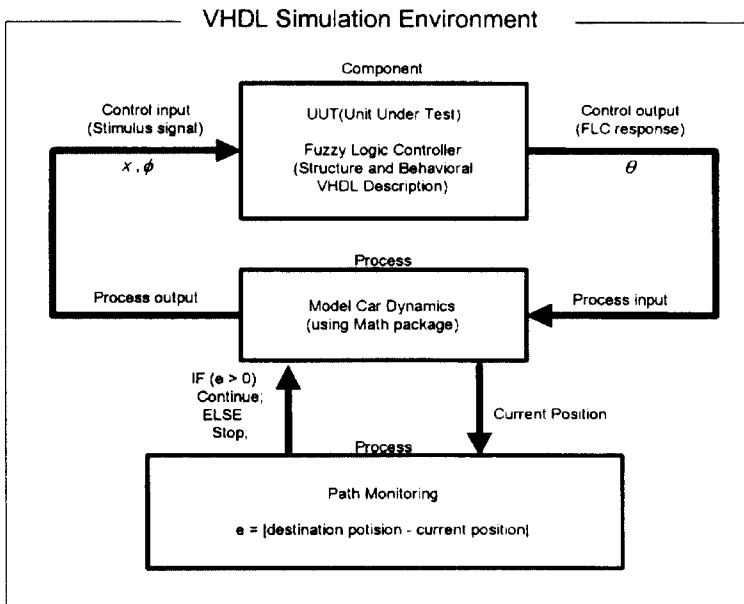 VHDL Simulation Environment
Component
Control input
(Stimulus signal)
x , ϕ
UUT(Unit Under Test)
Fuzzy Logic Controller
(Structure and Behavioral
VHDL Description)
Control output
(FLC response)
θ
Process
Process output
Model Car Dynamics
(using Math package)
Process input
IF (e > 0)
Continue;
ELSE
Stop;
Current Position
Process
Path Monitoring
e = |destination potision - current position|